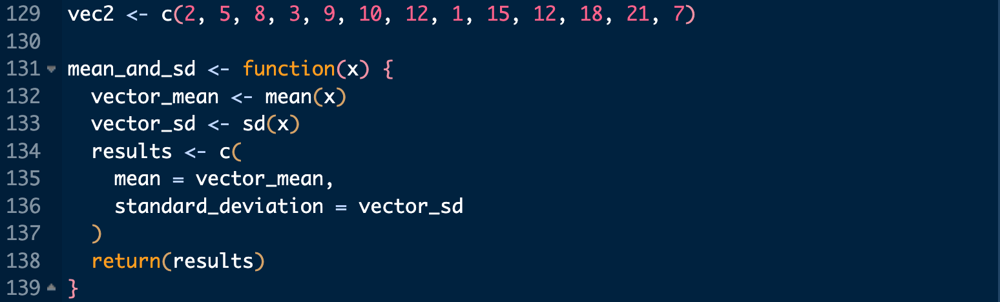 129 vec2 <- c(2, 5, 8, 3, 9, 10, 12, 1, 15, 12, 18, 21, 7)
130
131 mean_and_sd <- function(x) {
132   vector_mean <- mean(x)
133   vector_sd <- sd(x)
134   results <- c(
135     mean = vector_mean,
136     standard_deviation = vector_sd
137   )
138   return(results)
139 }